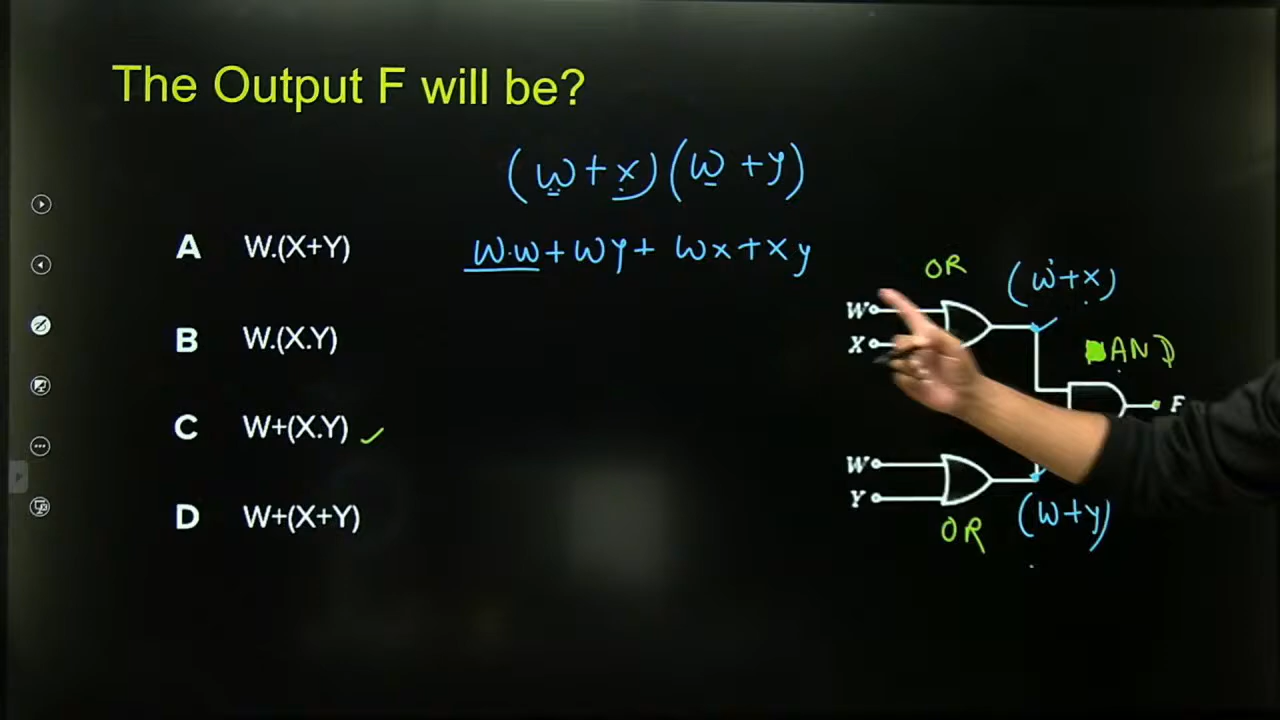 The Output F will be?
(w+x)(w+y)
A W.(X+Y)
w.w+wy+wx+xy
B W.(X.Y)
C W+(X.Y) ✓
D W+(X+Y)
OR
(w+x)
W
X
AND
F
W
Y
OR
(w+y)